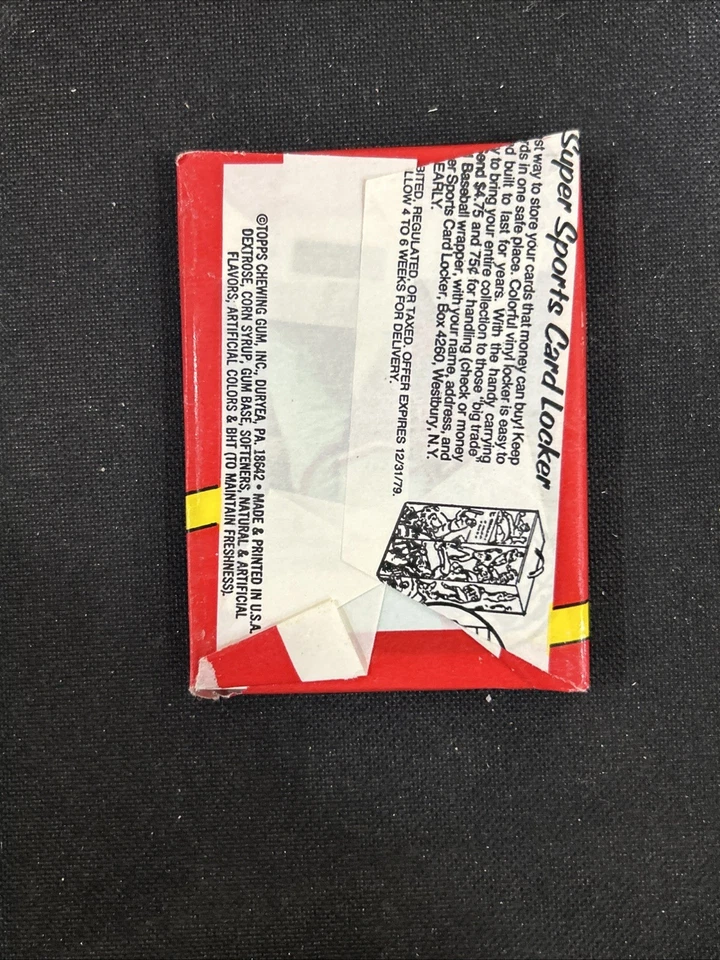 Super Sports Card Locker
st way to store your cards that money can buy! Keep
rds in one safe place. Colorful vinyl locker is easy to
d built to last for years. With the handy carrying
y to bring your entire collection to those "big trade"
end $4.75 and 75¢ for handling (check or money
Baseball wrapper, with your name, address, and
er Sports Card Locker, Box 4260, Westbury, N.Y.
EARLY.
BITED, REGULATED, OR TAXED. OFFER EXPIRES 12/31/79.
LLOW 4 TO 6 WEEKS FOR DELIVERY.
©TOPPS CHEWING GUM, INC., DURYEA, PA. 18642 • MADE & PRINTED IN U.S.A.
DEXTROSE, CORN SYRUP, GUM BASE, SOFTENERS, NATURAL & ARTIFICIAL
FLAVORS, ARTIFICIAL COLORS & BHT (TO MAINTAIN FRESHNESS).